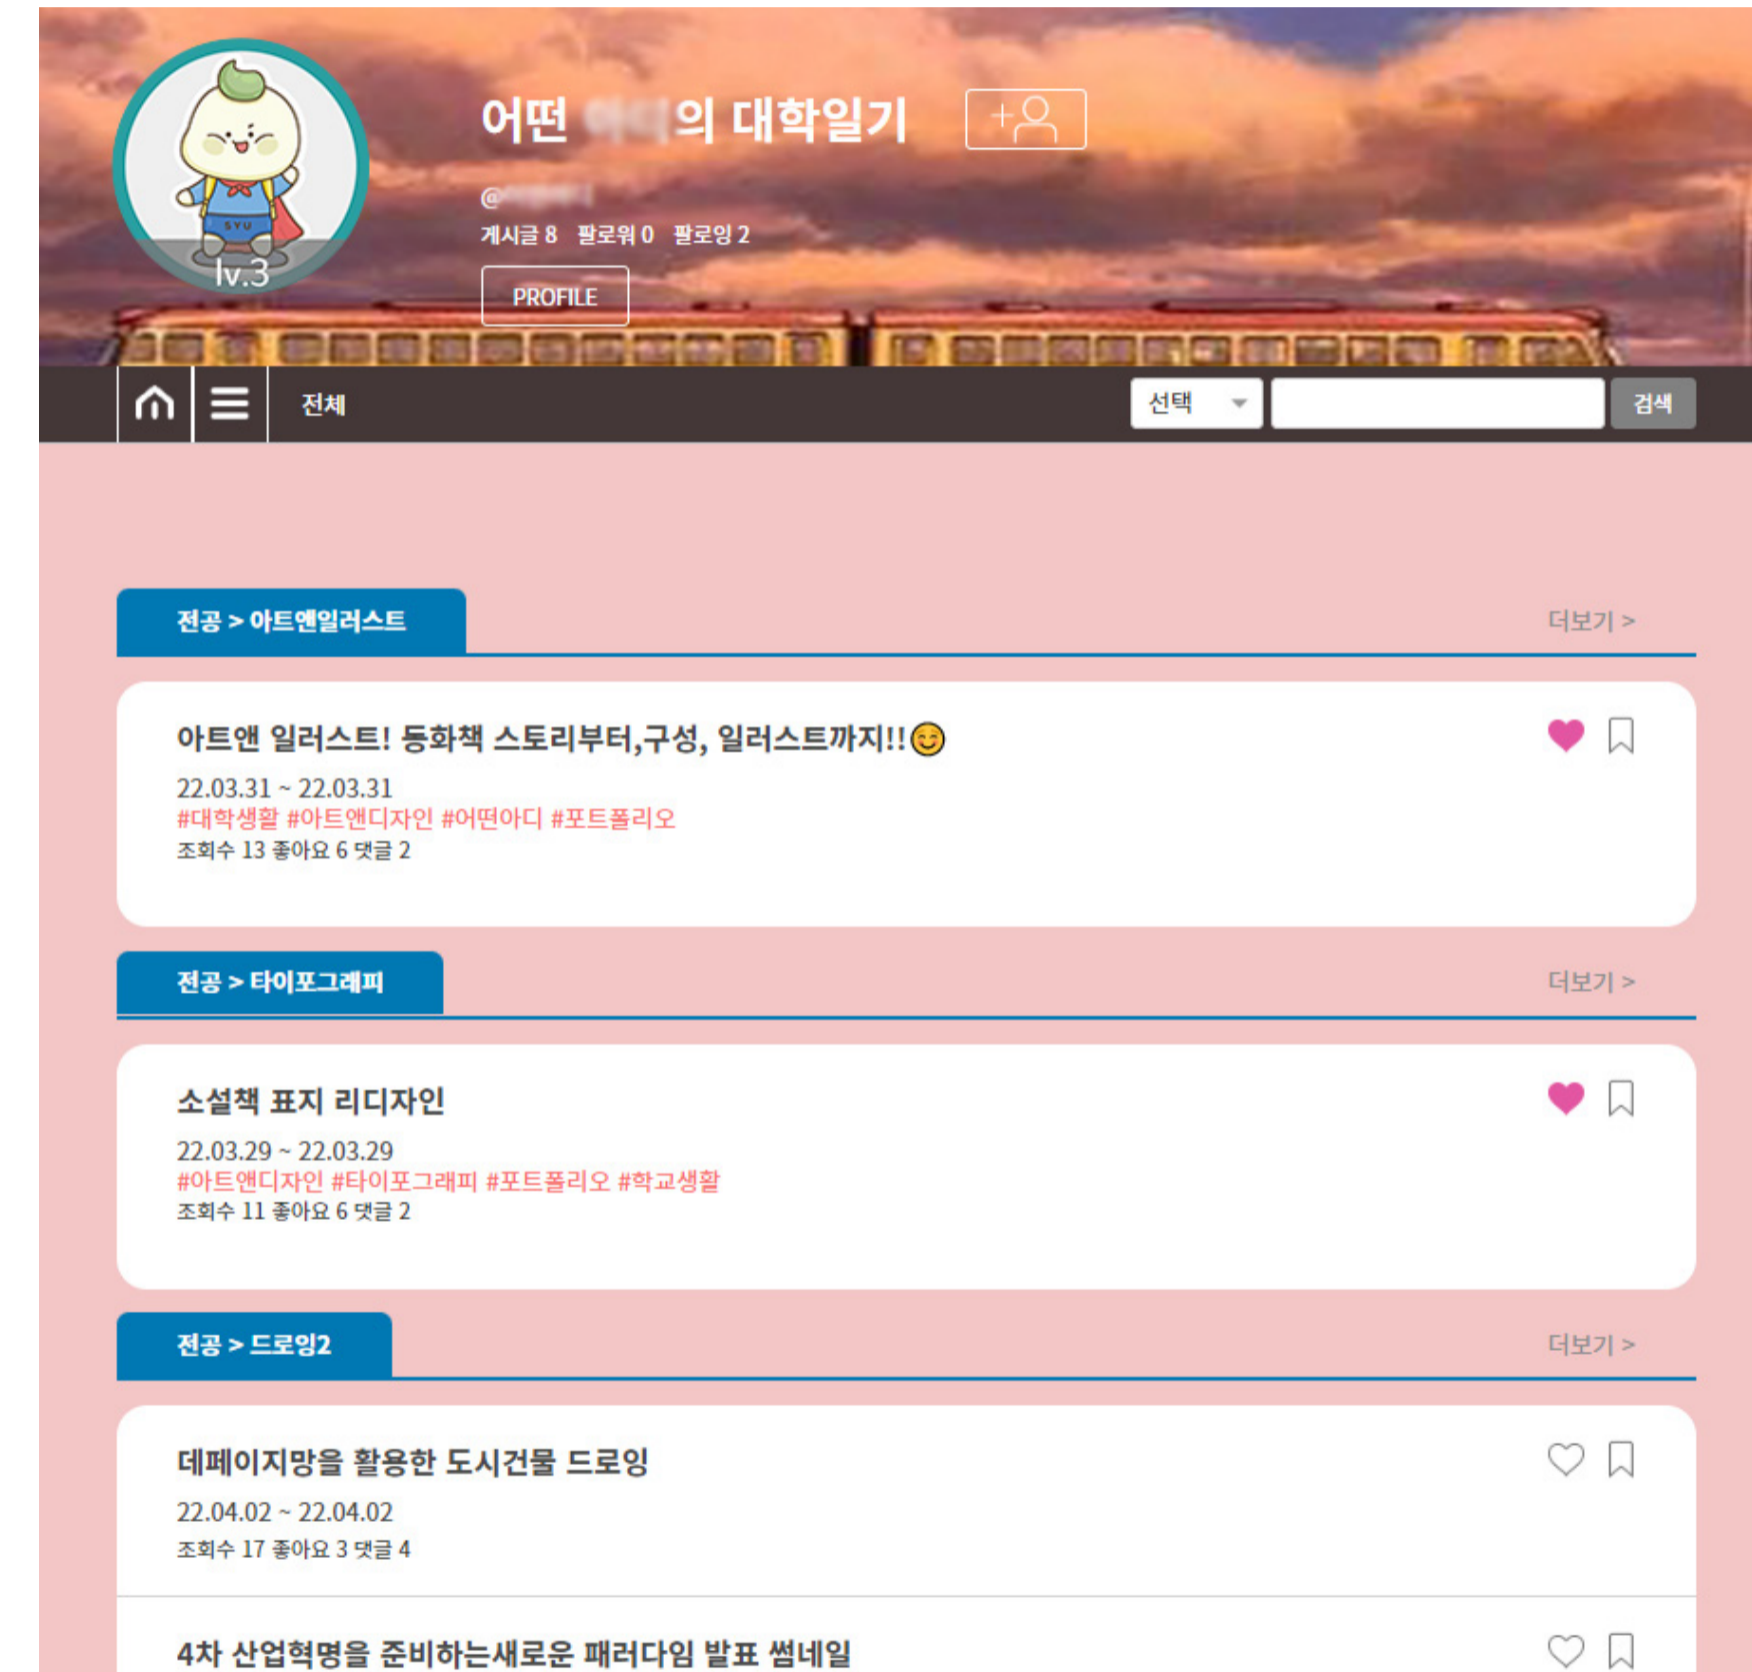 어떤 의 대학일기
@
게시글 8 팔로워 0 팔로잉 2
SYU
lv.3
PROFILE
전체
선택
검색
전공 > 아트앤일러스트
더보기 >
아트앤 일러스트! 동화책 스토리부터,구성, 일러스트까지!!😊
22.03.31 ~ 22.03.31
#대학생활 #아트앤디자인 #어떤아디 #포트폴리오
조회수 13 좋아요 6 댓글 2
전공 > 타이포그래피
더보기 >
소설책 표지 리디자인
22.03.29 ~ 22.03.29
#아트앤디자인 #타이포그래피 #포트폴리오 #학교생활
조회수 11 좋아요 6 댓글 2
전공 > 드로잉2
더보기 >
데페이지망을 활용한 도시건물 드로잉
22.04.02 ~ 22.04.02
조회수 17 좋아요 3 댓글 4
4차 산업혁명을 준비하는새로운 패러다임 발표 썸네일